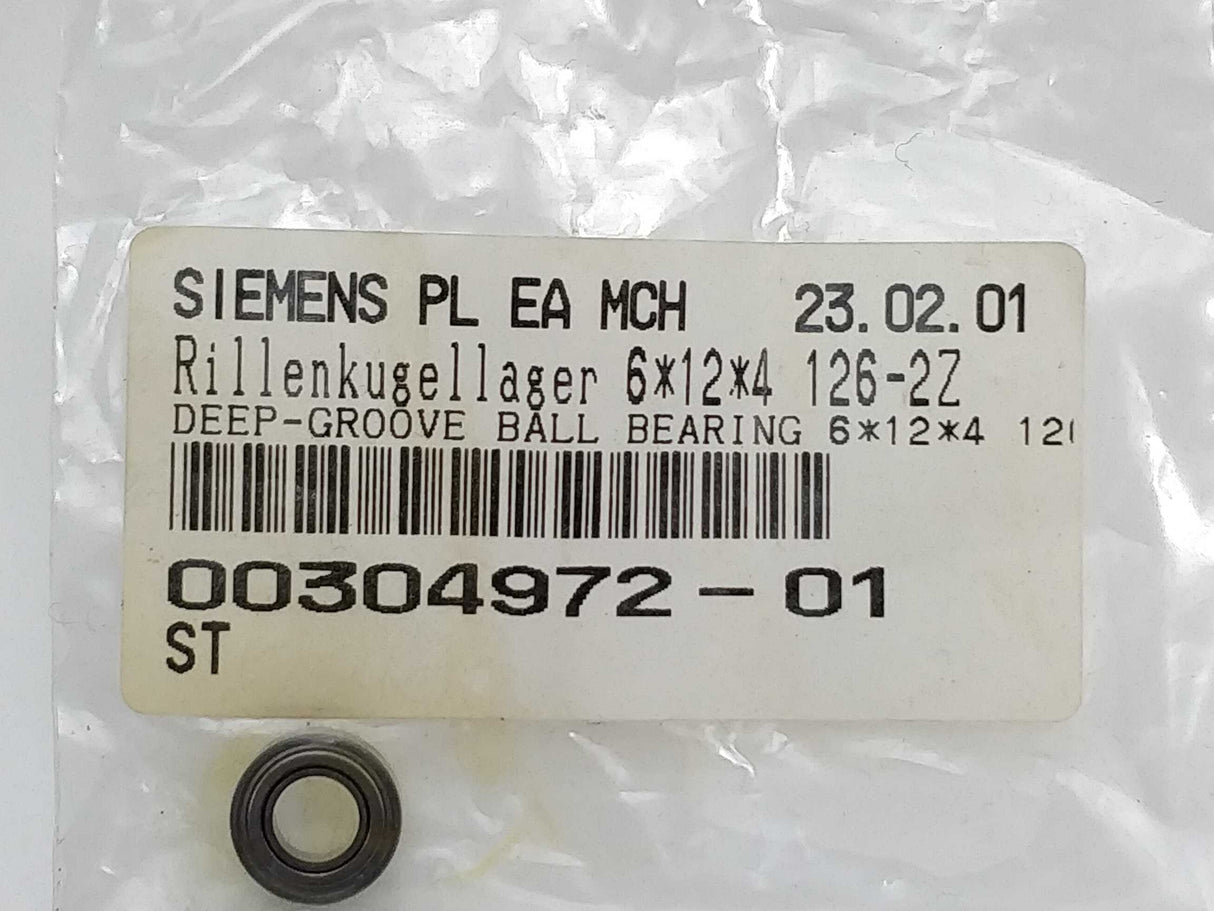 SIEMENS PL EA MCH 23.02.01
Rillenkugellager 6*12*4 126-2Z
DEEP-GROOVE BALL BEARING 6*12*4
00304972-01
ST